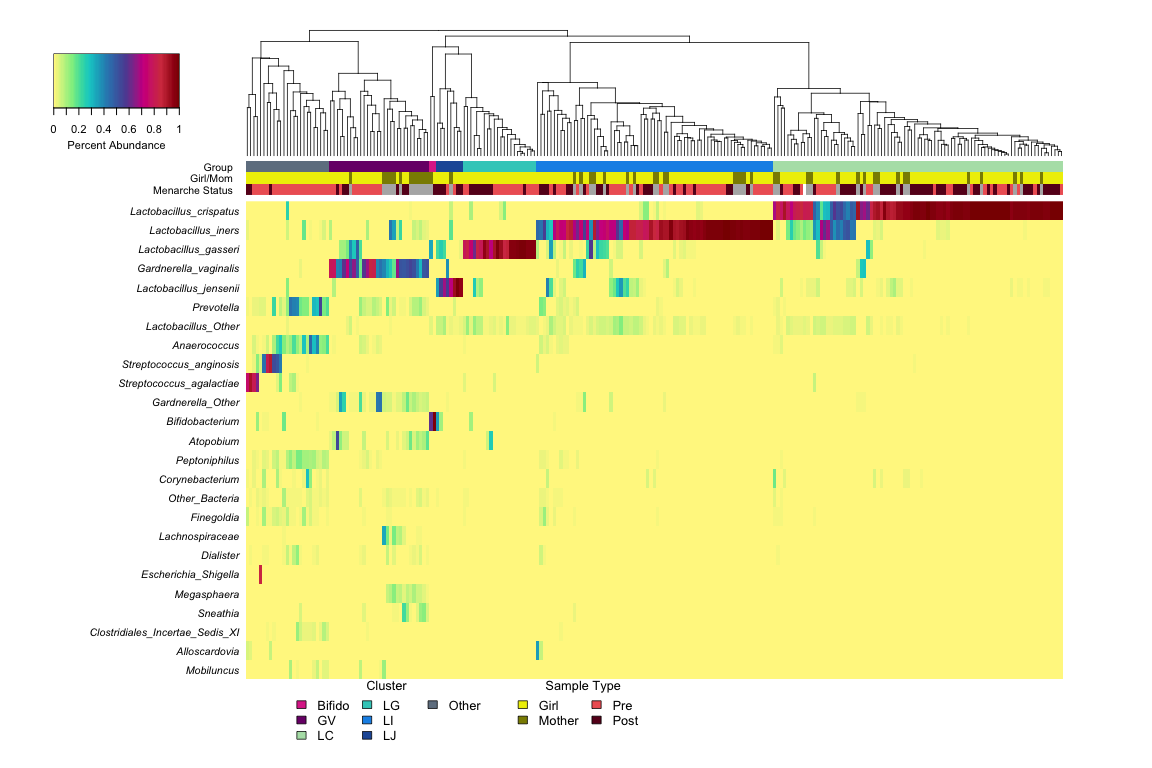 0 0.2 0.4 0.6 0.8 1
Percent Abundance
Group
Girl/Mom
Menarche Status
Lactobacillus_crispatus
Lactobacillus_iners
Lactobacillus_gasseri
Gardnerella_vaginalis
Lactobacillus_jensenii
Prevotella
Lactobacillus_Other
Anaerococcus
Streptococcus_anginosis
Streptococcus_agalactiae
Gardnerella_Other
Bifidobacterium
Atopobium
Peptoniphilus
Corynebacterium
Other_Bacteria
Finegoldia
Lachnospiraceae
Dialister
Escherichia_Shigella
Megasphaera
Sneathia
Clostridiales_Incertae_Sedis_XI
Alloscardovia
Mobiluncus
Cluster Sample Type
Bifido LG Other Girl Pre
GV LI Mother Post
LC LJ